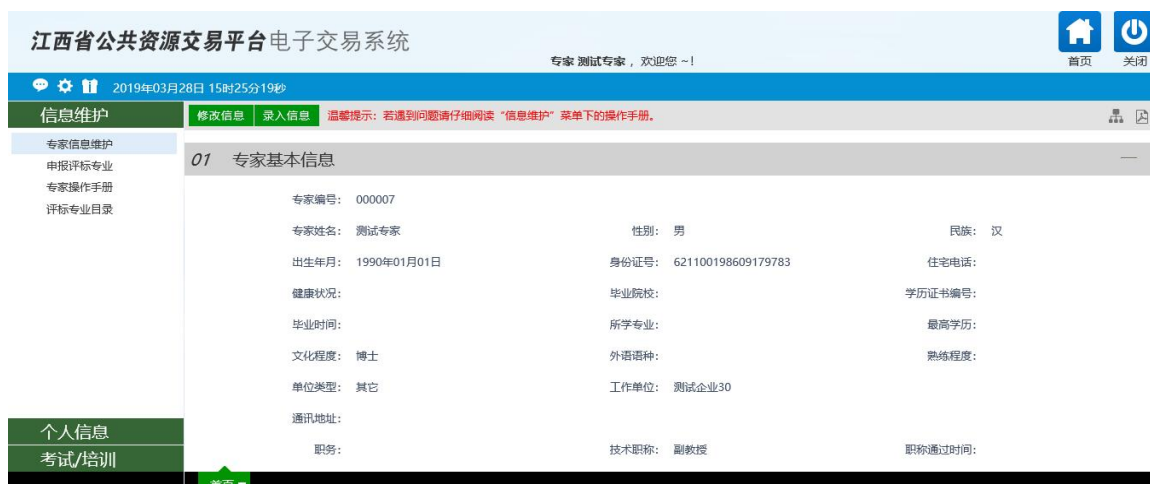 江西省公共资源交易平台电子交易系统
专家 测试专家 ，欢迎您 ~!
首页 关闭
2019年03月28日 15时25分19秒
信息维护
修改信息 录入信息 温馨提示：若遇到问题请仔细阅读“信息维护”菜单下的操作手册。
专家信息维护
申报评标专业
专家操作手册
评标专业目录
01 专家基本信息
专家编号： 000007
专家姓名： 测试专家 性别： 男 民族： 汉
出生年月： 1990年01月01日 身份证号： 621100198609179783 住宅电话：
健康状况： 毕业院校： 学历证书编号：
毕业时间： 所学专业： 最高学历：
文化程度： 博士 外语语种： 熟练程度：
单位类型： 其它 工作单位： 测试企业30
通讯地址：
职务： 技术职称： 副教授 职称通过时间：
个人信息
考试/培训
首页